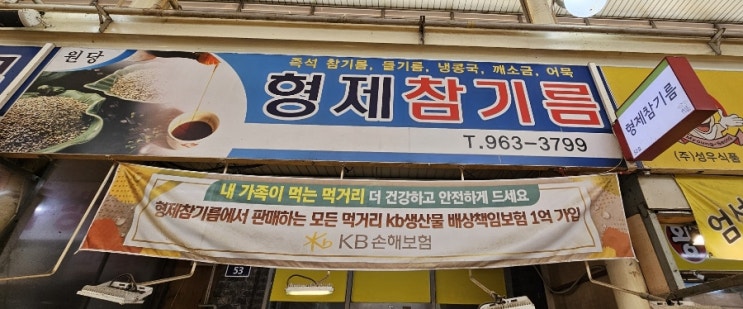 원당
즉석 참기름, 들기름, 냉콩국, 깨소금, 어묵
형제참기름
T.963-3799
형제참기름
(주)성우식품
내 가족이 먹는 먹거리 더 건강하고 안전하게 드세요
형제참기름에서 판매하는 모든 먹거리 kb생산물 배상책임보험 1억 가입
KB손해보험
53
엄